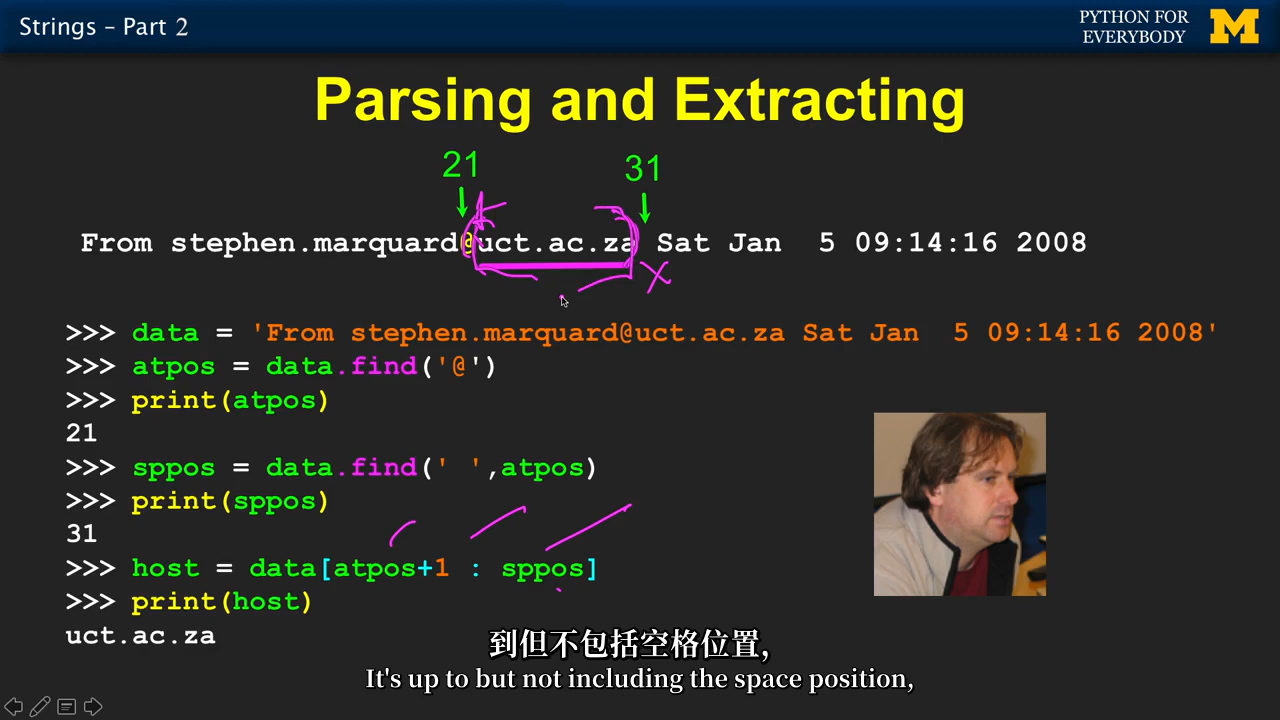 Strings – Part 2
PYTHON FOR
EVERYBODY
M
Parsing and Extracting
21
31
From stephen.marquard@uct.ac.za Sat Jan  5 09:14:16 2008
X
>>> data = 'From stephen.marquard@uct.ac.za Sat Jan  5 09:14:16 2008'
>>> atpos = data.find('@')
>>> print(atpos)
21
>>> sppos = data.find(' ',atpos)
>>> print(sppos)
31
>>> host = data[atpos+1 : sppos]
>>> print(host)
uct.ac.za
到但不包括空格位置,
It's up to but not including the space position,